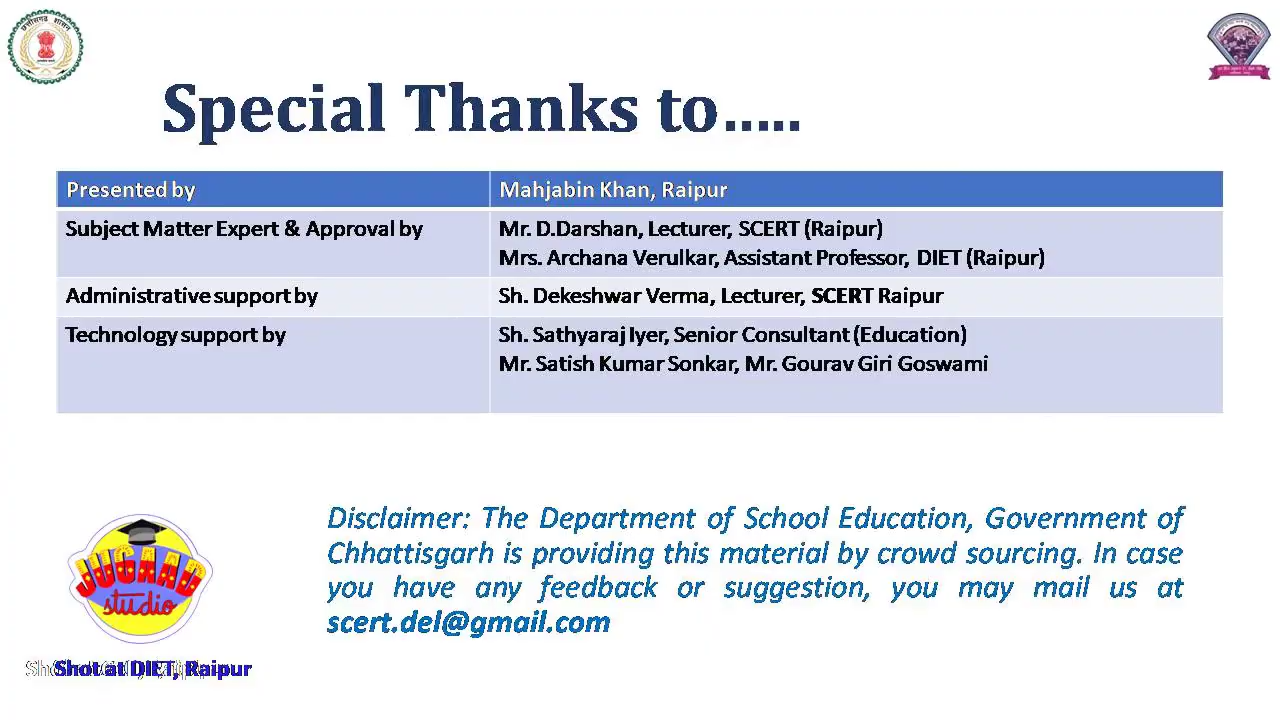 छत्तीसगढ़ शासन
Special Thanks to.....
Presented by
Mahjabin Khan, Raipur
Subject Matter Expert & Approval by
Mr. D.Darshan, Lecturer, SCERT (Raipur)
Mrs. Archana Verulkar, Assistant Professor, DIET (Raipur)
Administrative support by
Sh. Dekeshwar Verma, Lecturer, SCERT Raipur
Technology support by
Sh. Sathyaraj Iyer, Senior Consultant (Education)
Mr. Satish Kumar Sonkar, Mr. Gourav Giri Goswami
Disclaimer: The Department of School Education, Government of
Chhattisgarh is providing this material by crowd sourcing. In case
you have any feedback or suggestion, you may mail us at
scert.del@gmail.com
JUGAAD
studio
Shot at DIET, Raipur